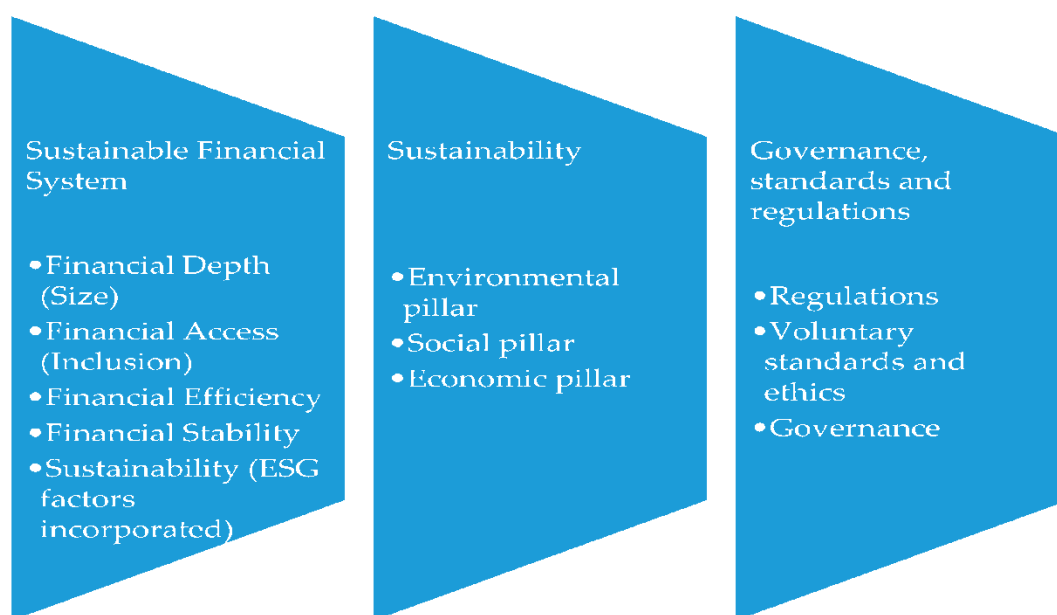 Sustainable Financial
System
•Financial Depth
(Size)
•Financial Access
(Inclusion)
•Financial Efficiency
•Financial Stability
•Sustainability (ESG
factors
incorporated)
Sustainability
•Environmental
pillar
•Social pillar
•Economic pillar
Governance,
standards and
regulations
•Regulations
•Voluntary
standards and
ethics
•Governance